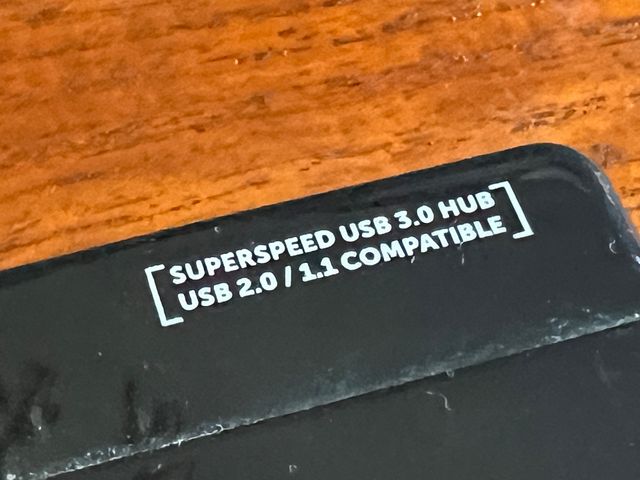 SUPERSPEED USB 3.0 HUB
USB 2.0 / 1.1 COMPATIBLE